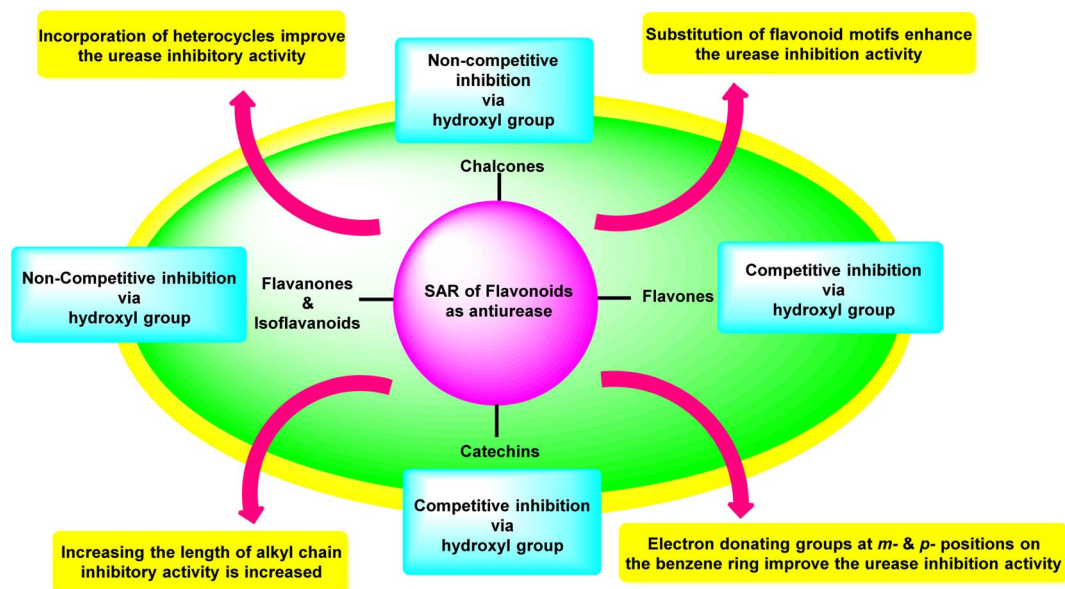 Incorporation of heterocycles improve
the urease inhibitory activity
Substitution of flavonoid motifs enhance
the urease inhibition activity
Non-competitive
inhibition
via
hydroxyl group
Chalcones
Non-Competitive inhibition
via
hydroxyl group
Flavanones
&
Isoflavanoids
SAR of Flavonoids
as antiurease
Flavones
Competitive inhibition
via
hydroxyl group
Catechins
Competitive inhibition
via
hydroxyl group
Increasing the length of alkyl chain
inhibitory activity is increased
Electron donating groups at m- & p- positions on
the benzene ring improve the urease inhibition activity